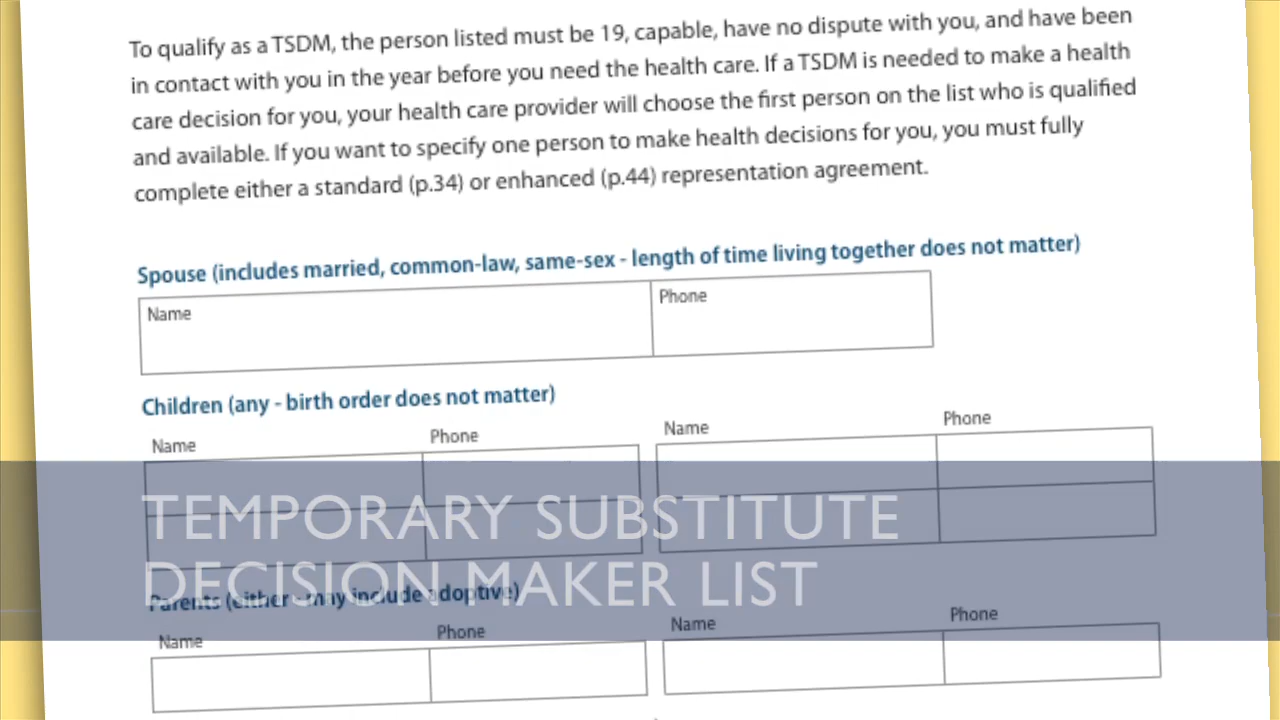 To qualify as a TSDM, the person listed must be 19, capable, have no dispute with you, and have been
in contact with you in the year before you need the health care. If a TSDM is needed to make a health
care decision for you, your health care provider will choose the first person on the list who is qualified
and available. If you want to specify one person to make health decisions for you, you must fully
complete either a standard (p.34) or enhanced (p.44) representation agreement.
Spouse (includes married, common-law, same-sex - length of time living together does not matter)
Name Phone
Children (any - birth order does not matter)
Name Phone Name Phone
TEMPORARY SUBSTITUTE
DECISION MAKER LIST
Parents (either - may include adoptive)
Name Phone Name Phone